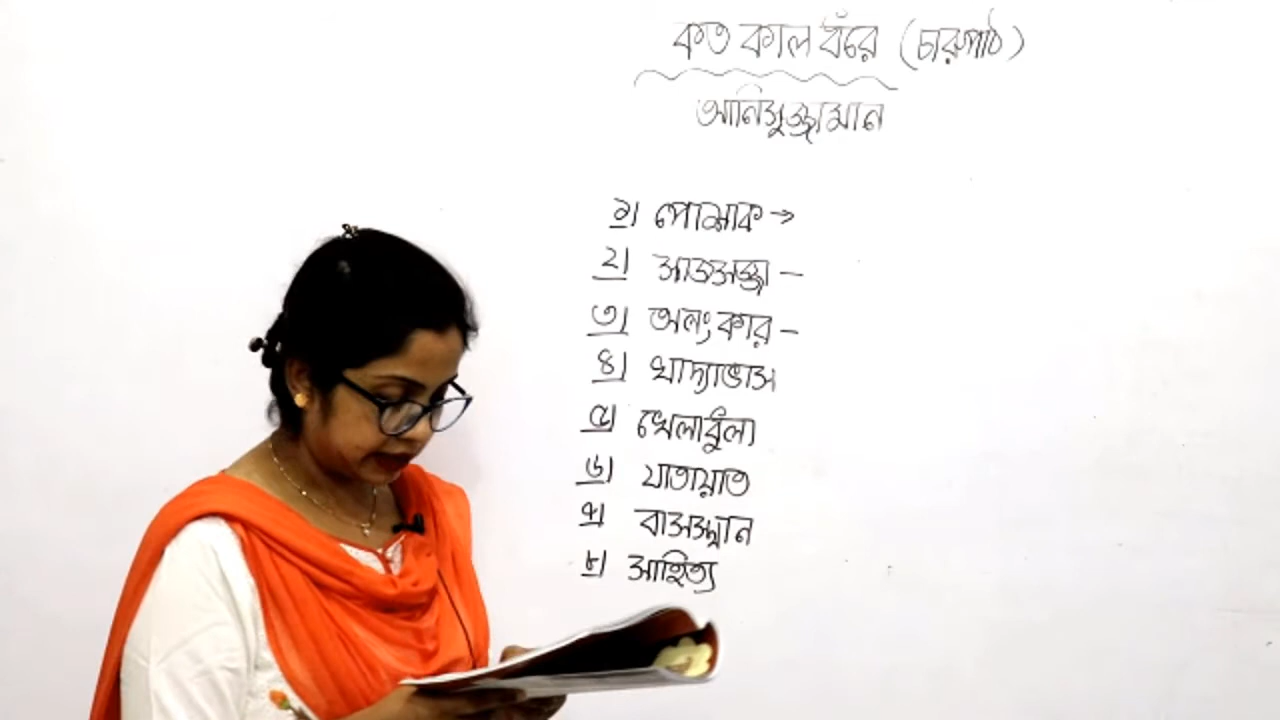 কত কাল ধরে (চারুপাঠ)
আনিসুজ্জামান
১। পোশাক →
২। সাজসজ্জা –
৩। অলংকার –
৪। খাদ্যাভাস
৫। খেলাধুলা
৬। যাতায়াত
৭। বাসস্থান
৮। সাহিত্য